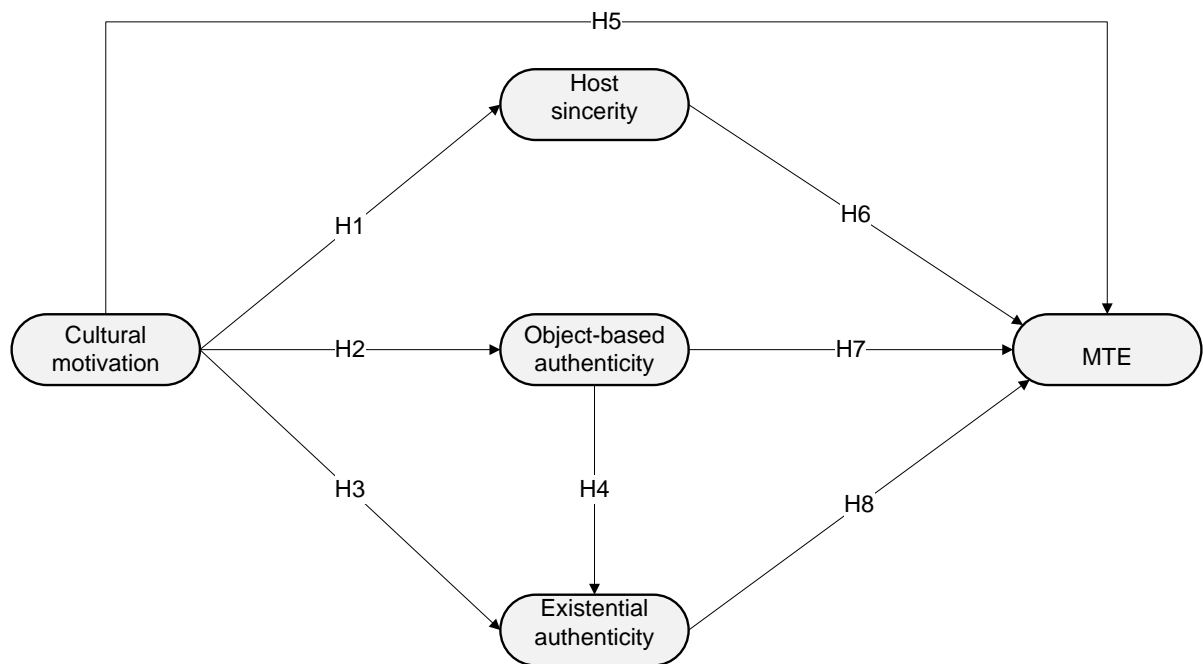 H5
Host
sincerity
H6
H1
Cultural
motivation
H2
Object-based
authenticity
H7
MTE
H3
H4
H8
Existential
authenticity